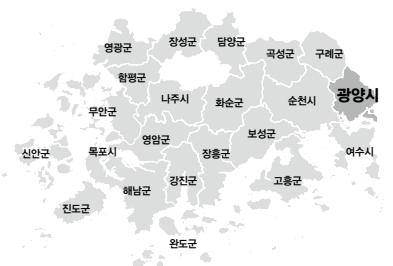 장성군
담양군
영광군
곡성군
구례군
함평군
광양시
나주시
화순군
순천시
무안군
영암군
보성군
신안군
목포시
장흥군
여수시
해남군
강진군
고흥군
진도군
완도군